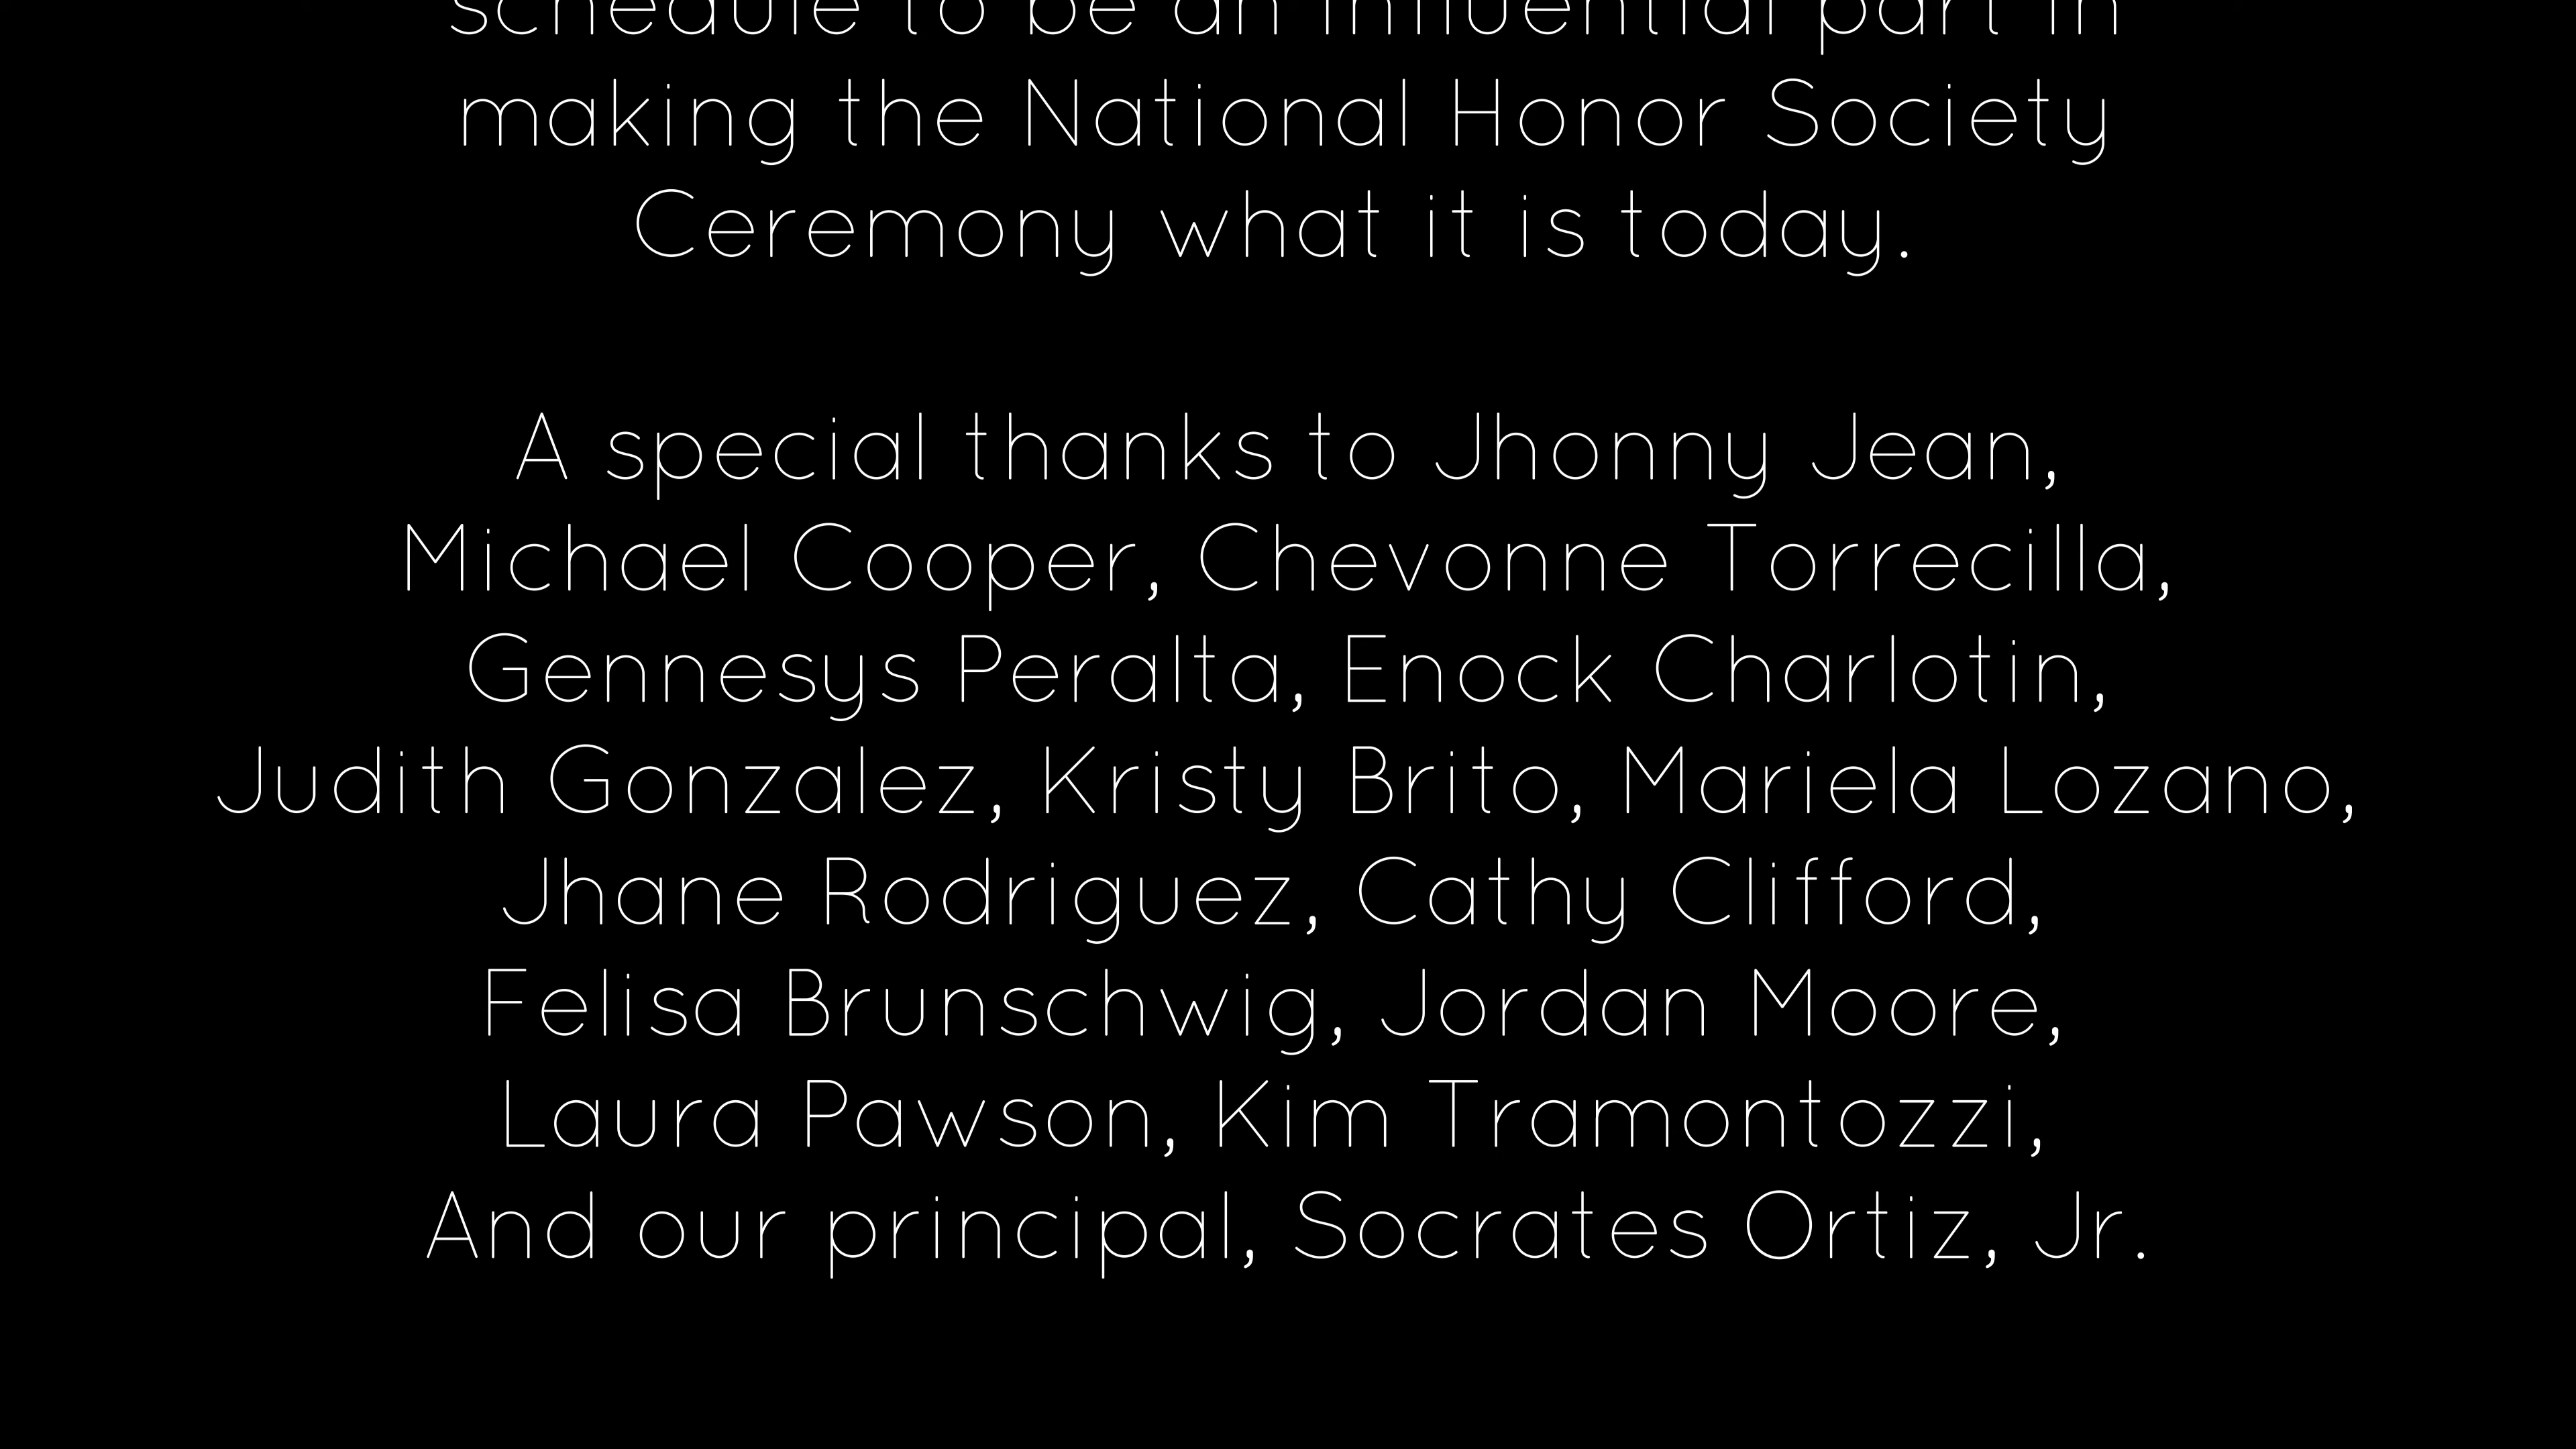 schedule to be an influential part in
making the National Honor Society
Ceremony what it is today.
A special thanks to Jhonny Jean,
Michael Cooper, Chevonne Torrecilla,
Gennesys Peralta, Enock Charlotin,
Judith Gonzalez, Kristy Brito, Mariela Lozano,
Jhane Rodriguez, Cathy Clifford,
Felisa Brunschwig, Jordan Moore,
Laura Pawson, Kim Tramontozzi,
And our principal, Socrates Ortiz, Jr.